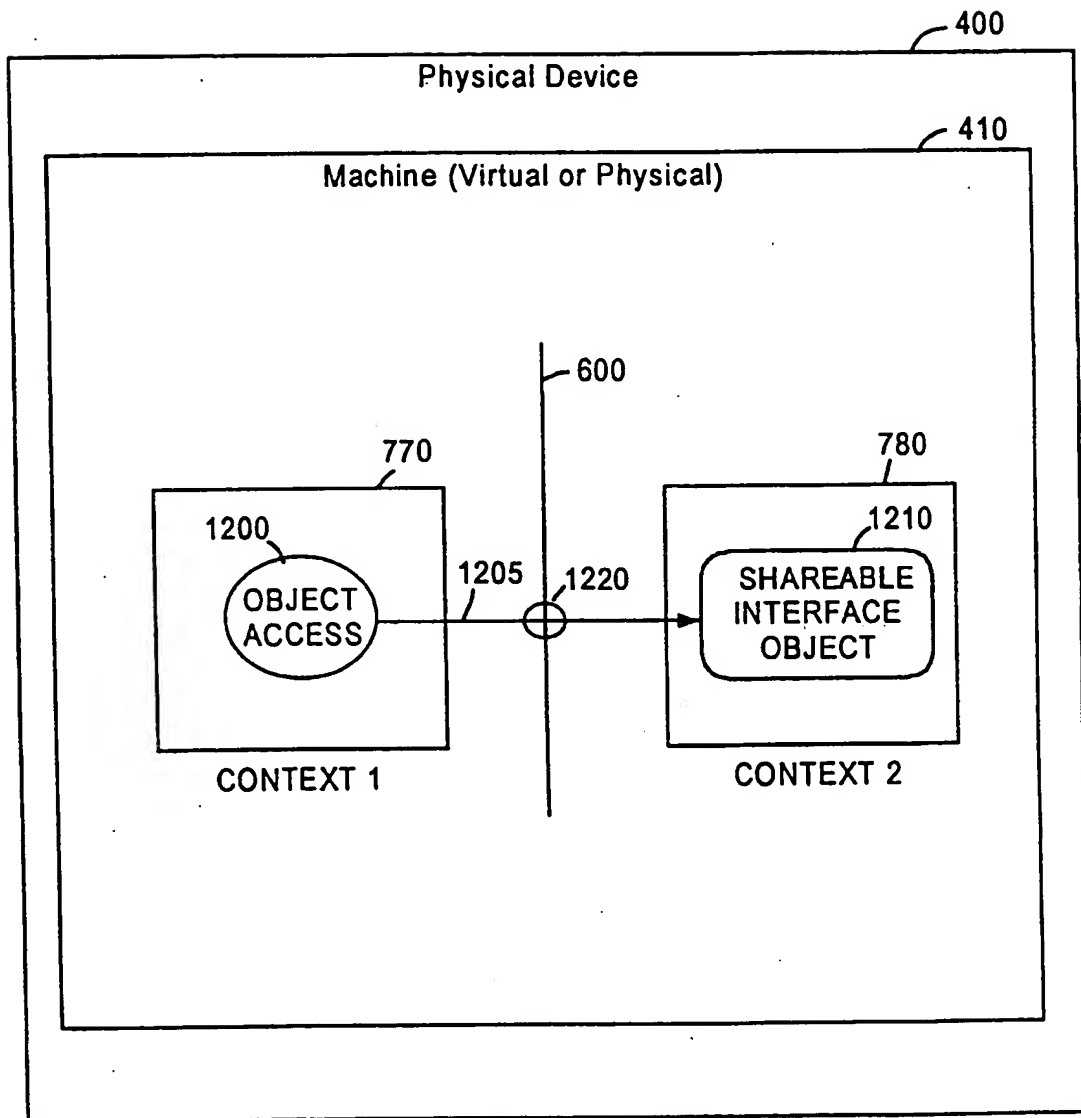 400
Physical Device
410
Machine (Virtual or Physical)
600
770
780
1200
1210
OBJECT
ACCESS
1205
1220
SHAREABLE
INTERFACE
OBJECT
CONTEXT 1
CONTEXT 2